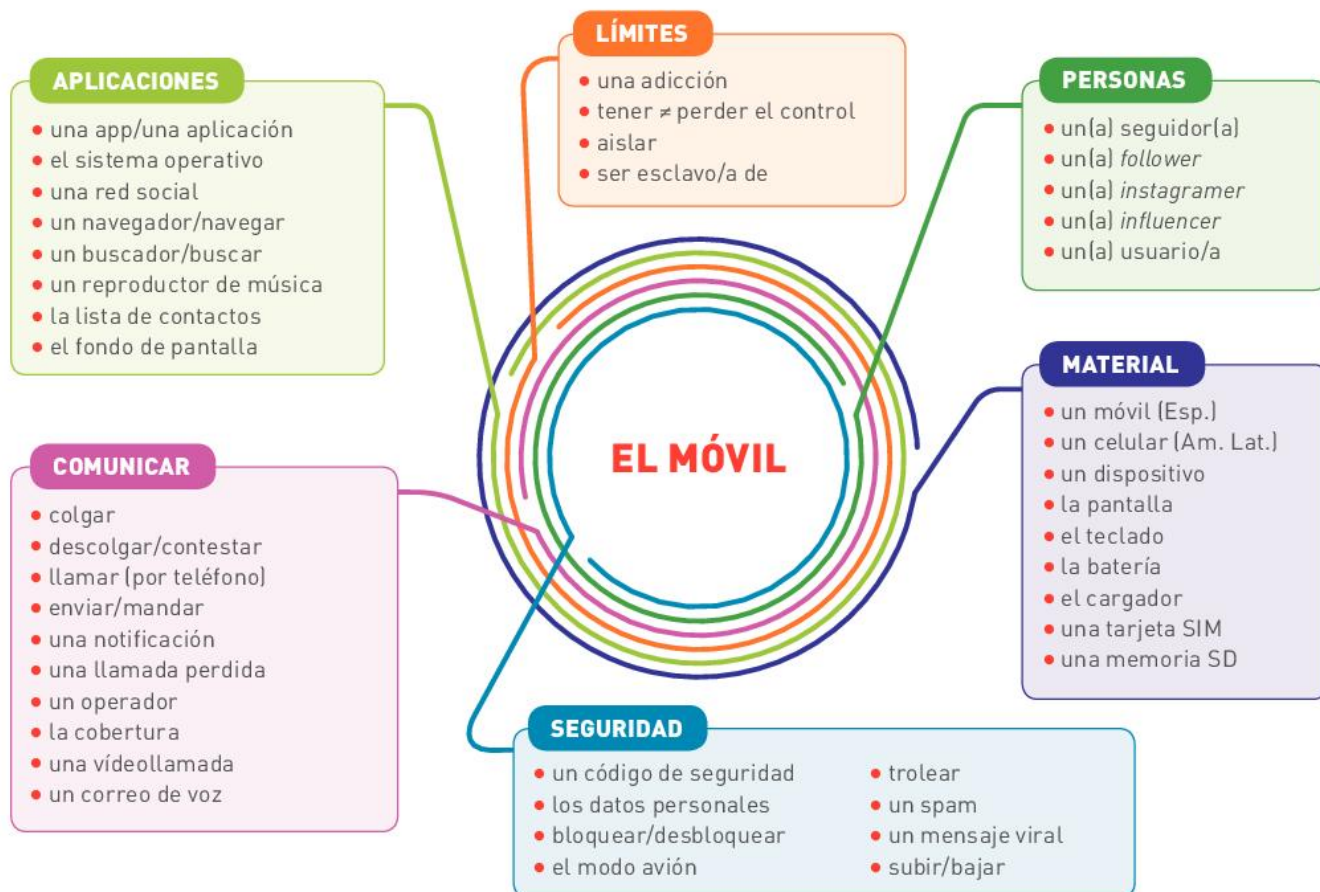 LÍMITES
• una adicción
• tener ≠ perder el control
• aislar
• ser esclavo/a de
APLICACIONES
• una app/una aplicación
• el sistema operativo
• una red social
• un navegador/navegar
• un buscador/buscar
• un reproductor de música
• la lista de contactos
• el fondo de pantalla
PERSONAS
• un(a) seguidor(a)
• un(a) follower
• un(a) instagramer
• un(a) influencer
• un(a) usuario/a
EL MÓVIL
MATERIAL
• un móvil (Esp.)
• un celular (Am. Lat.)
• un dispositivo
• la pantalla
• el teclado
• la batería
• el cargador
• una tarjeta SIM
• una memoria SD
COMUNICAR
• colgar
• descolgar/contestar
• llamar (por teléfono)
• enviar/mandar
• una notificación
• una llamada perdida
• un operador
• la cobertura
• una vídeollamada
• un correo de voz
SEGURIDAD
• un código de seguridad
• los datos personales
• bloquear/desbloquear
• el modo avión
• trolear
• un spam
• un mensaje viral
• subir/bajar